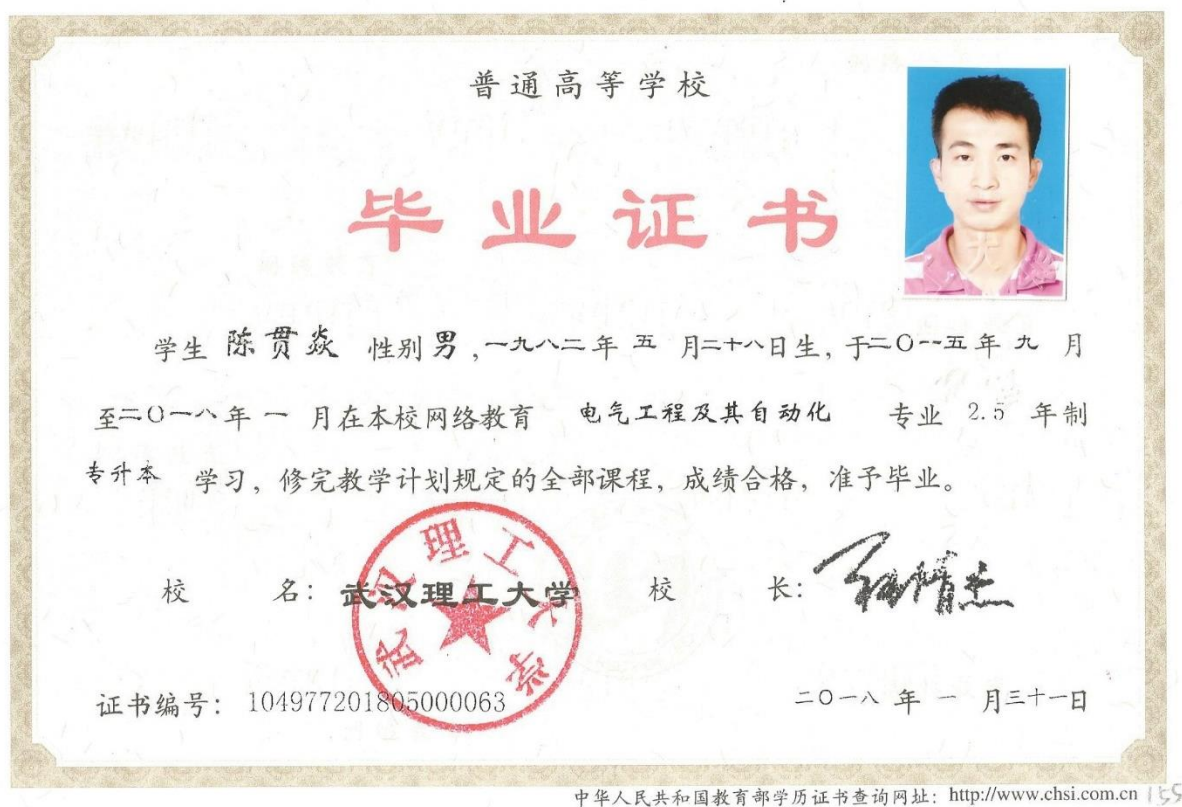 普通高等学校
毕业证书
学生 陈贯焱 性别 男 ,一九八二年 五 月二十八日生, 于二〇一五年 九 月
至二〇一八年 一 月在本校网络教育 电气工程及其自动化 专业 2.5 年制
专升本 学习, 修完教学计划规定的全部课程, 成绩合格, 准予毕业。
校 名: 武汉理工大学 校 长:
武汉理工大学
证书编号: 104977201805000063 二〇一八 年 一 月三十一日
中华人民共和国教育部学历证书查询网址: http://www.chsi.com.cn 155